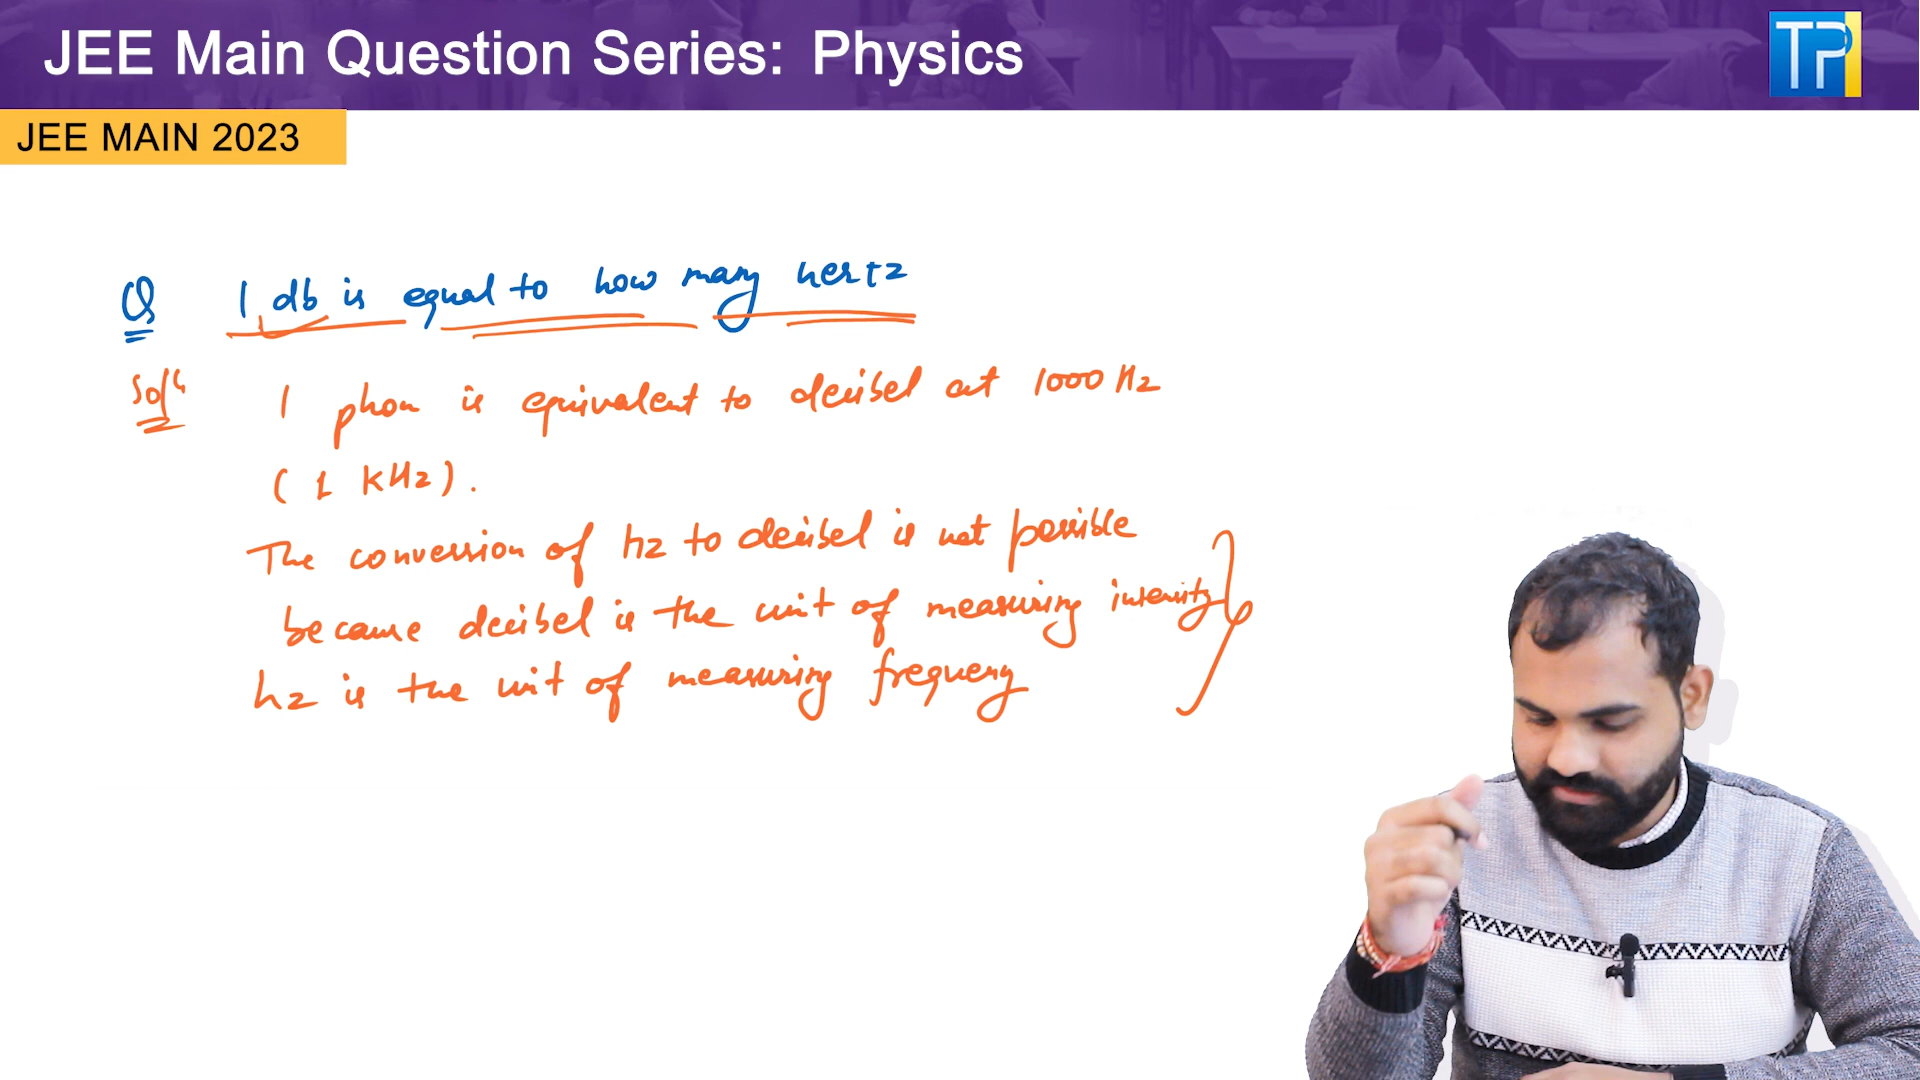 JEE Main Question Series: Physics
TPI
JEE MAIN 2023
Q 1 db is equal to how many hertz
Solⁿ 1 phon is equivalent to decibel at 1000 Hz
(1 KHz).
The conversion of hz to decibel is not possible
because decibel is the unit of measuring intensity
hz is the unit of measuring frequency